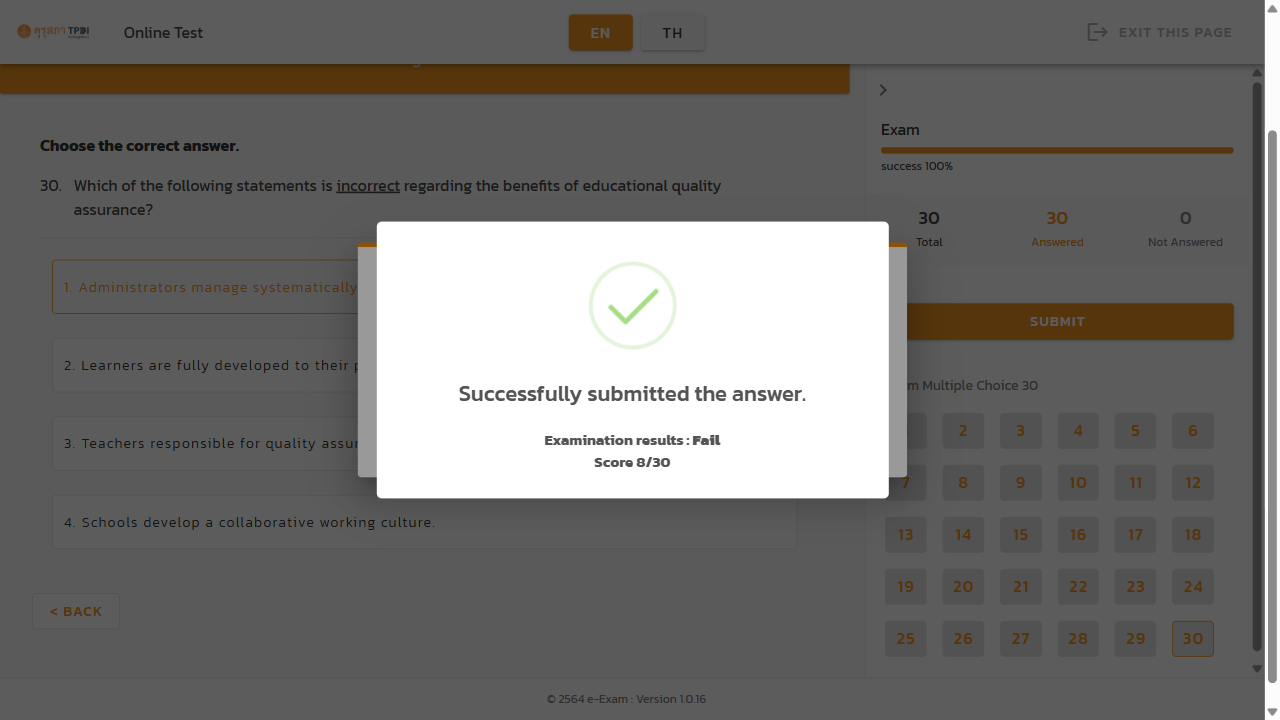 คุรุสภา TPDI
Online Test
EN
TH
EXIT THIS PAGE
Choose the correct answer.
30. Which of the following statements is incorrect regarding the benefits of educational quality
assurance?
1. Administrators manage systematically
2. Learners are fully developed to their p
3. Teachers responsible for quality assur
4. Schools develop a collaborative working culture.
< BACK
Successfully submitted the answer.
Examination results : Fail
Score 8/30
Exam
success 100%
30
30
0
Total
Answered
Not Answered
SUBMIT
m Multiple Choice 30
2 3 4 5 6
7 8 9 10 11 12
13 14 15 16 17 18
19 20 21 22 23 24
25 26 27 28 29 30
© 2564 e-Exam : Version 1.0.16